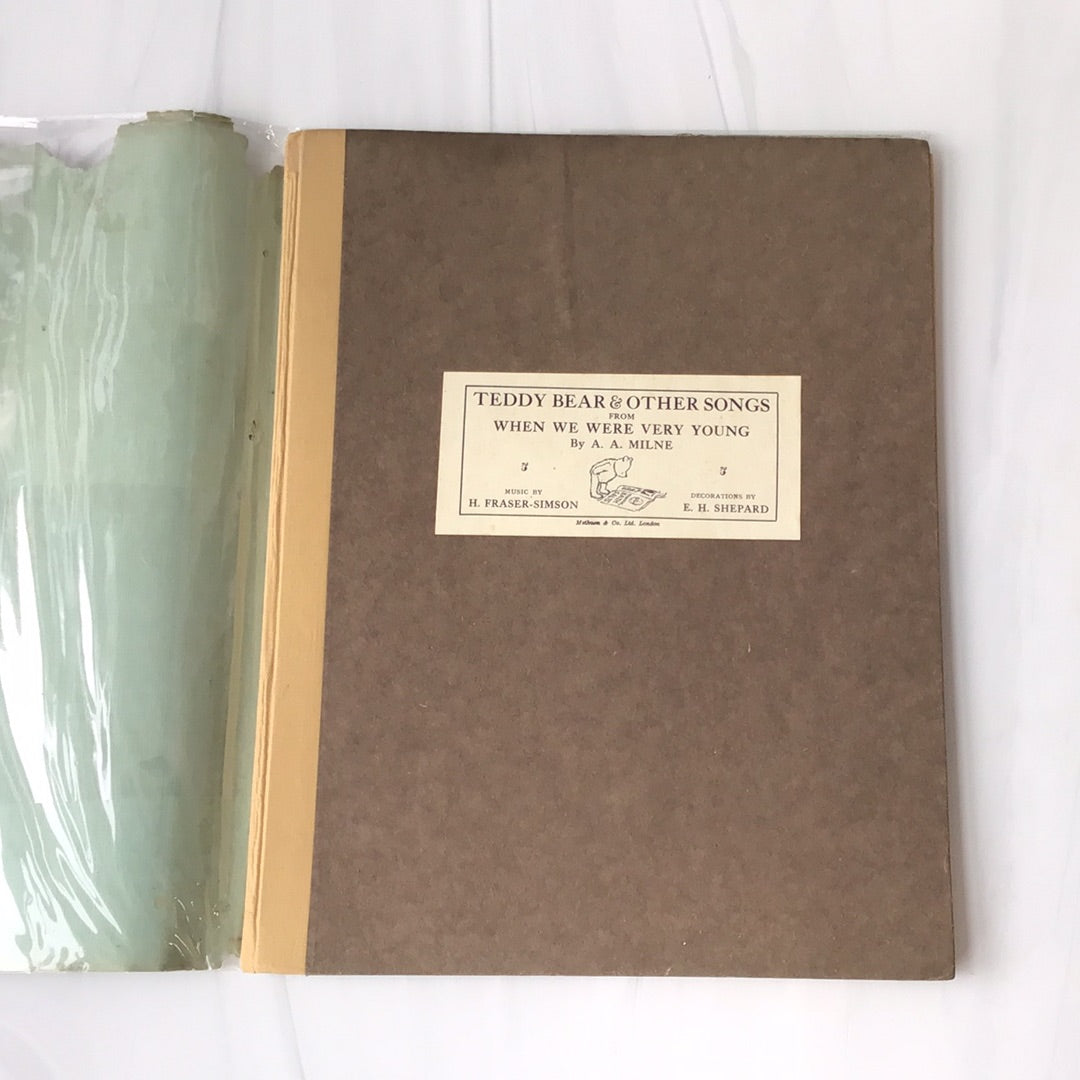 TEDDY BEAR & OTHER SONGS
FROM
WHEN WE WERE VERY YOUNG
By A. A. MILNE
MUSIC BY
H. FRASER-SIMSON
DECORATIONS BY
E. H. SHEPARD
Methuen & Co. Ltd. London